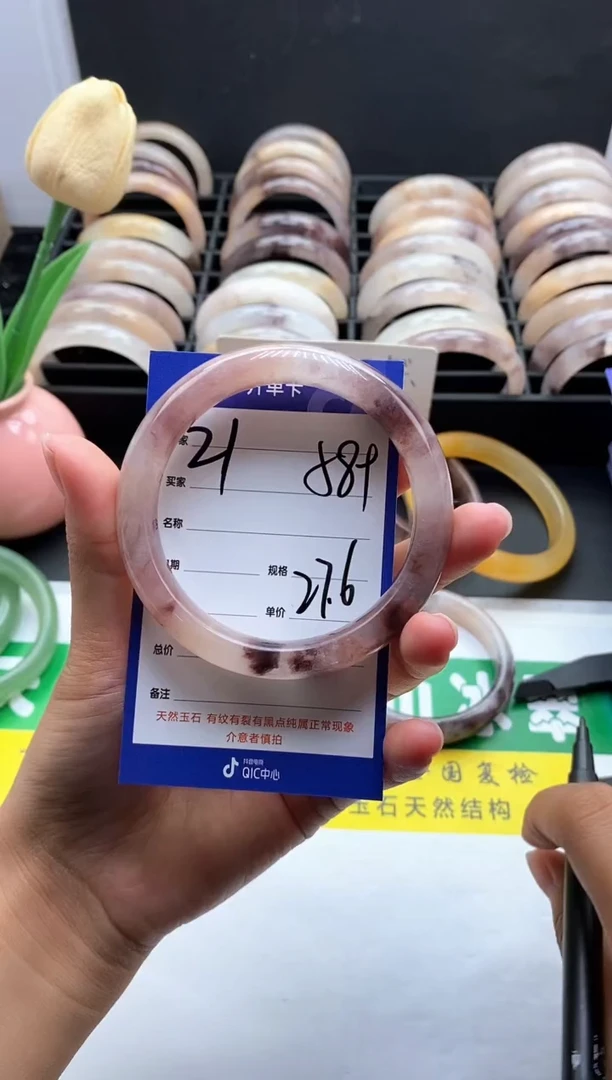 开单卡
家 21 889
买家
名称
期 规格
单价 27.6
总价
备注
天然玉石 有纹有裂有黑点纯属正常现象
介意者慎拍
抖音电商
QIC中心
国复检
玉石天然结构